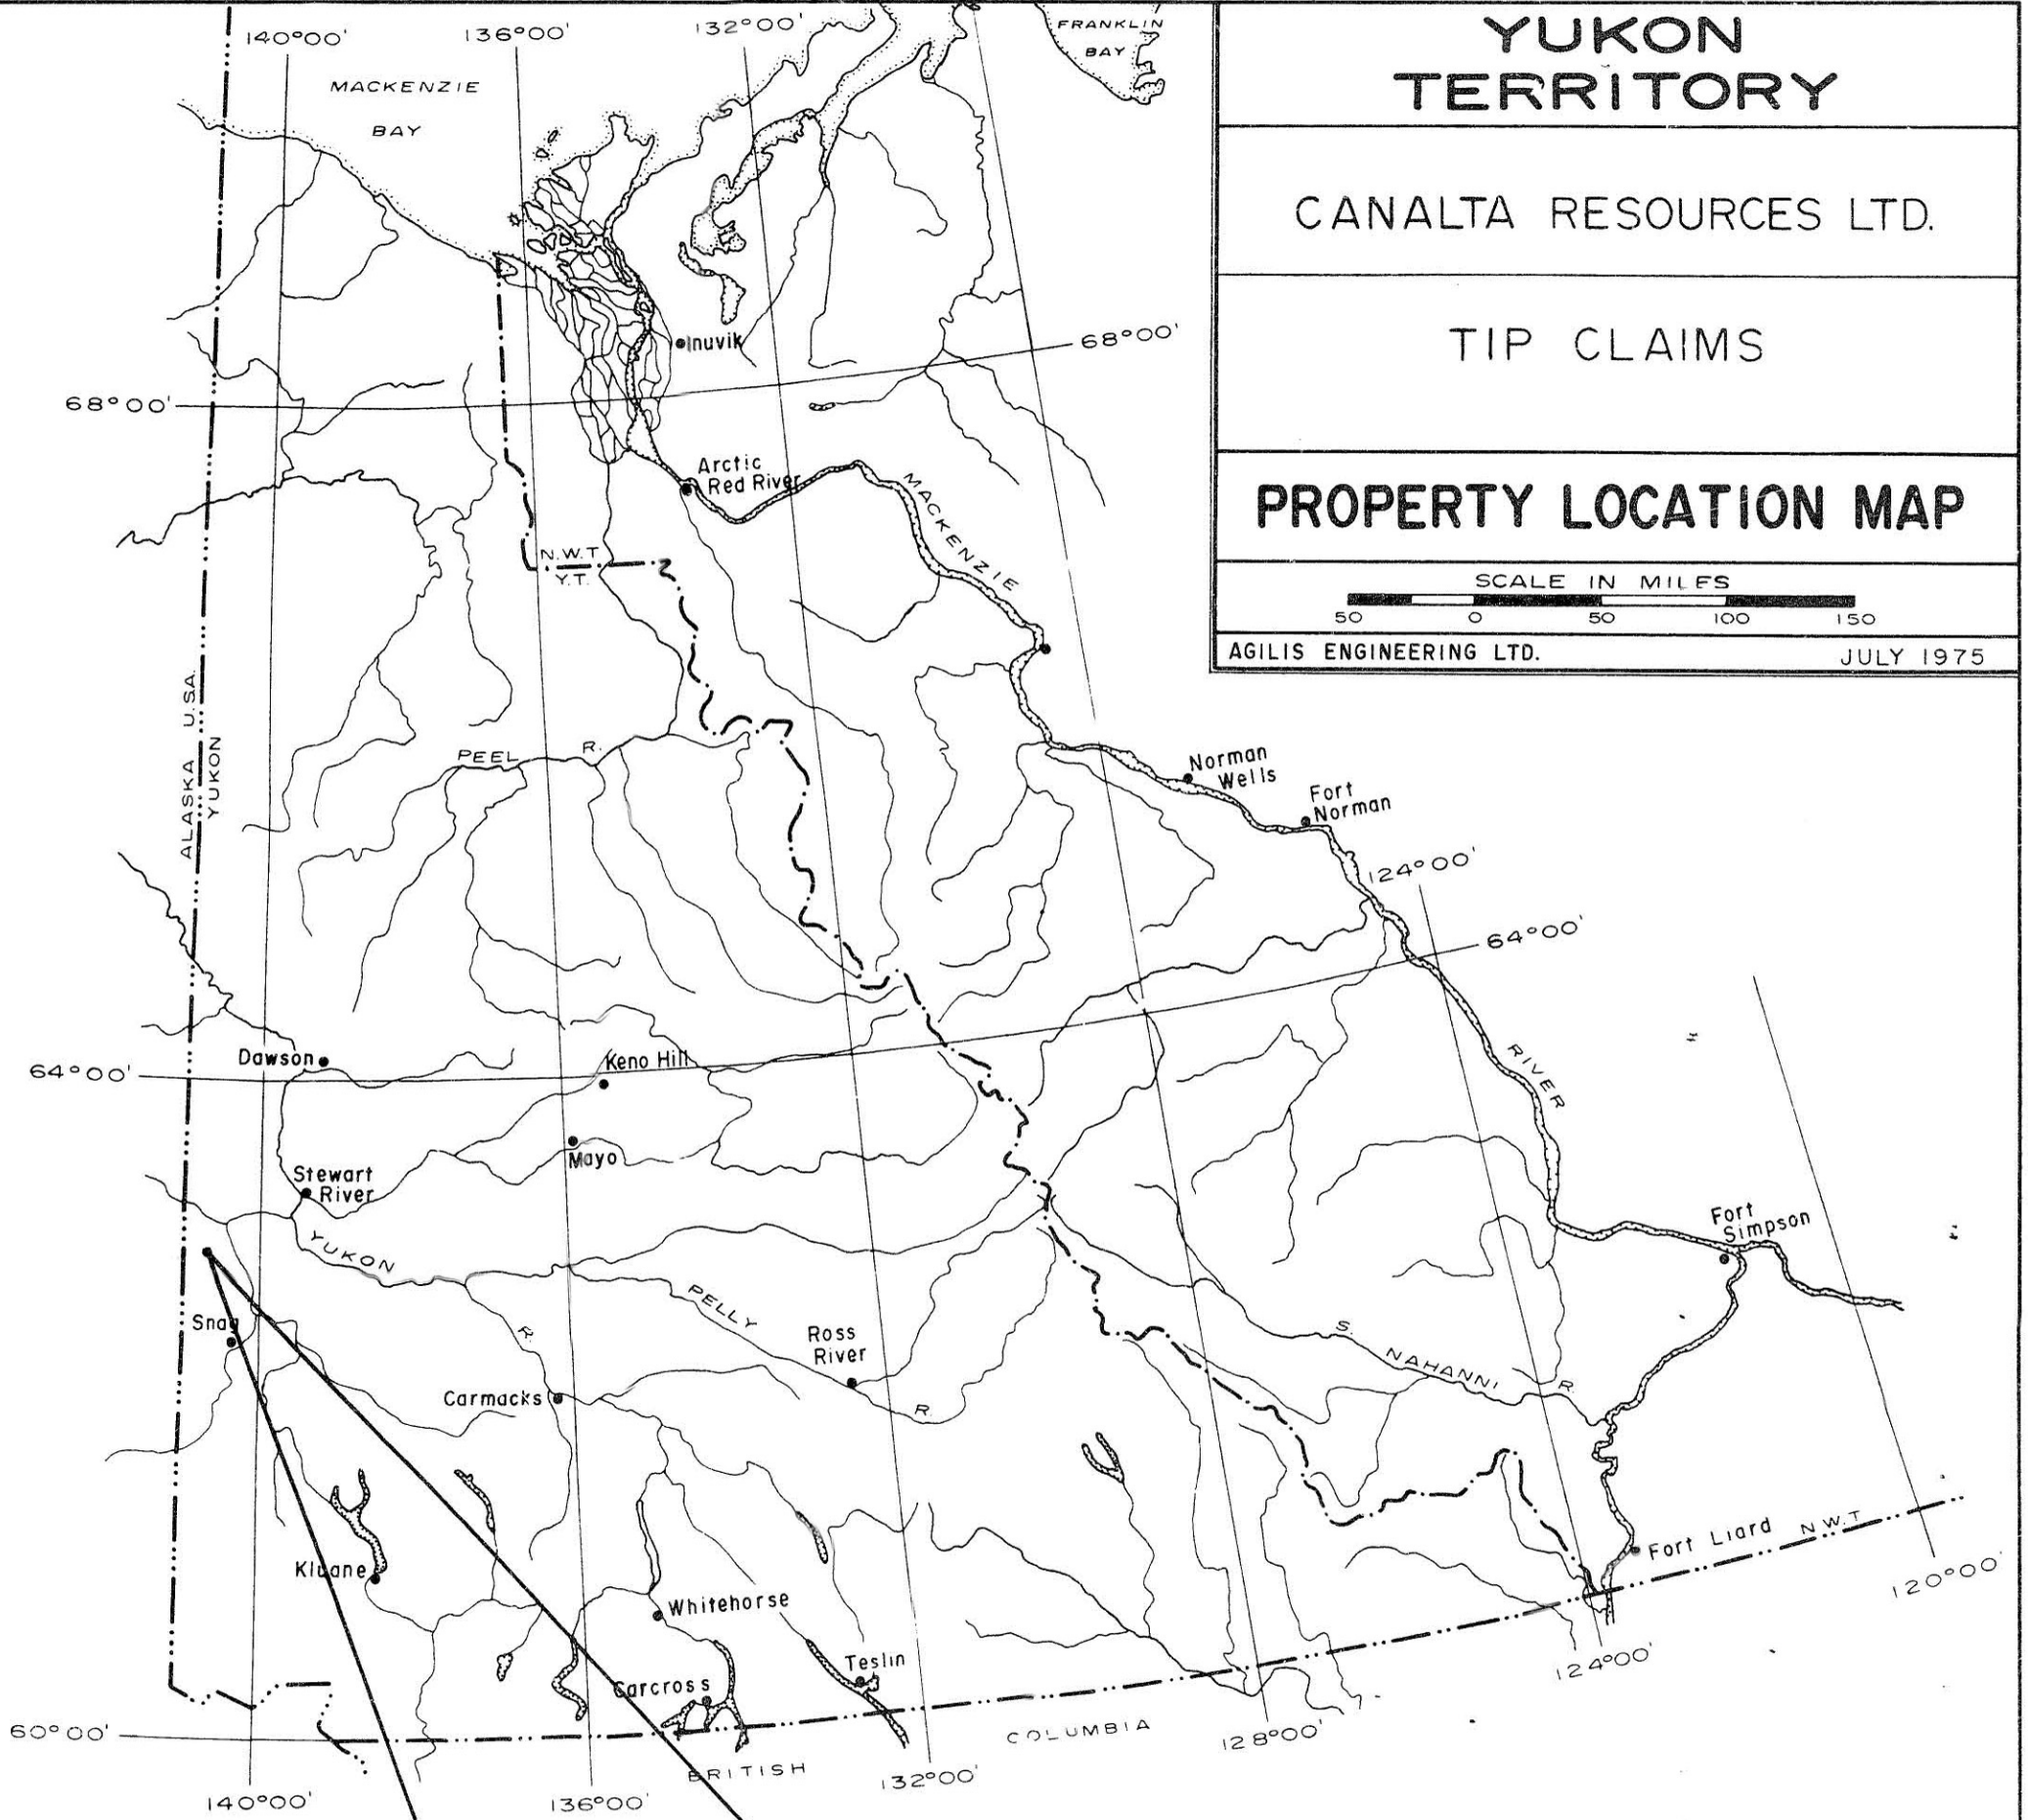 140°00'
136°00'
132°00'
FRANKLIN
BAY
MACKENZIE
BAY
YUKON
TERRITORY
CANALTA RESOURCES LTD.
TIP CLAIMS
PROPERTY LOCATION MAP
SCALE IN MILES
50 0 50 100 150
AGILIS ENGINEERING LTD. JULY 1975
Inuvik
68°00'
68°00'
Arctic
Red River
MACKENZIE
N.W.T
Y.T.
ALASKA U.S.A.
YUKON
PEEL R.
Norman
Wells
Fort
Norman
124°00'
64°00'
Dawson
Keno Hill
64°00'
RIVER
Mayo
Stewart
River
YUKON
Fort
Simpson
Snag
PELLY
R.
Ross
River
S.
NAHANNI
R.
Carmacks
R.
Kluane
Whitehorse
Fort Liard
N.W.T
120°00'
Teslin
Carcross
124°00'
60°00'
COLUMBIA
128°00'
BRITISH
132°00'
140°00'
136°00'